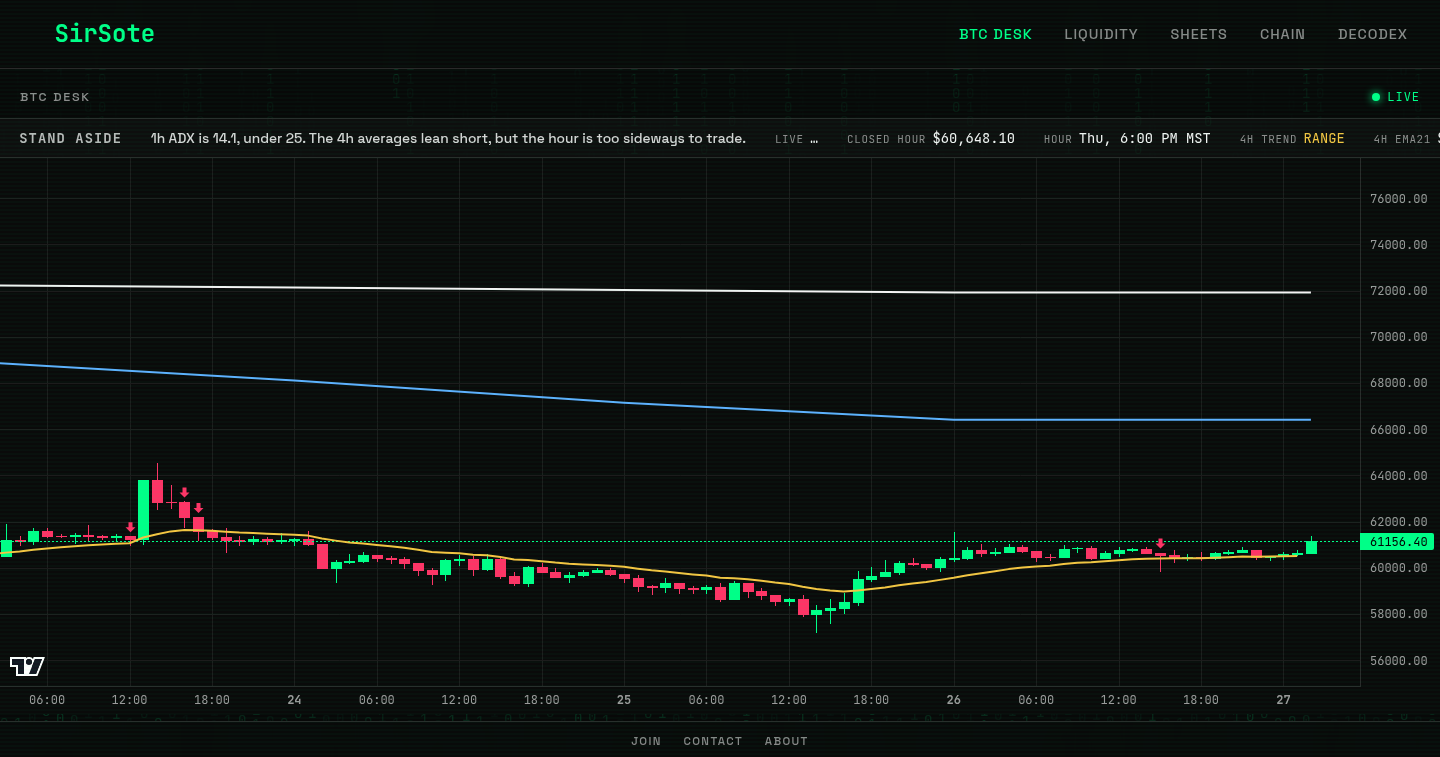 SirSote
BTC DESK LIQUIDITY SHEETS CHAIN DECODEX
BTC DESK
LIVE
STAND ASIDE 1h ADX is 14.1, under 25. The 4h averages lean short, but the hour is too sideways to trade. LIVE … CLOSED HOUR $60,648.10 HOUR Thu, 6:00 PM MST 4H TREND RANGE 4H EMA21
76000.00
74000.00
72000.00
70000.00
68000.00
66000.00
64000.00
62000.00
61156.40
60000.00
58000.00
56000.00
06:00 12:00 18:00 24 06:00 12:00 18:00 25 06:00 12:00 18:00 26 06:00 12:00 18:00 27
JOIN CONTACT ABOUT